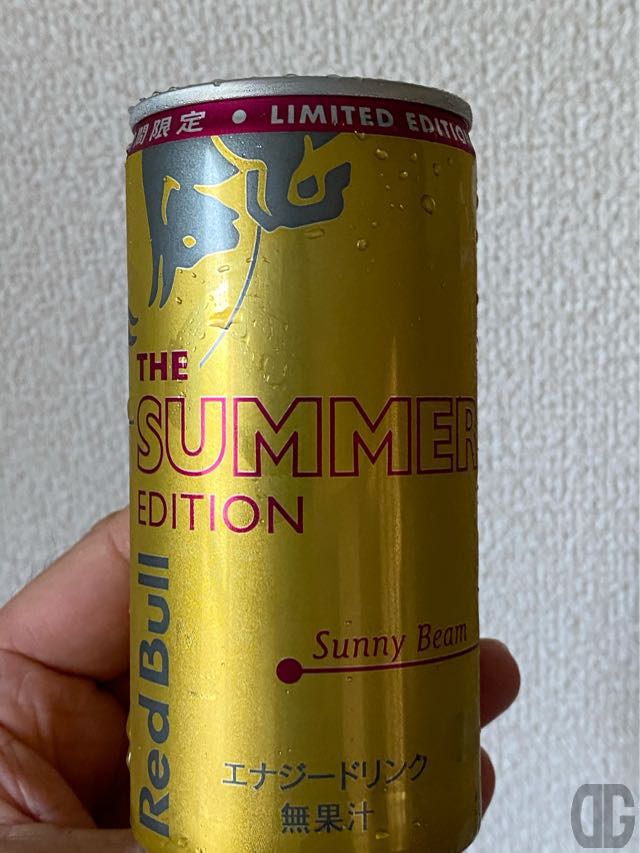 間限定 • LIMITED EDITION
THE
SUMMER
EDITION
Red Bull
Sunny Beam
エナジードリンク
無果汁
DG